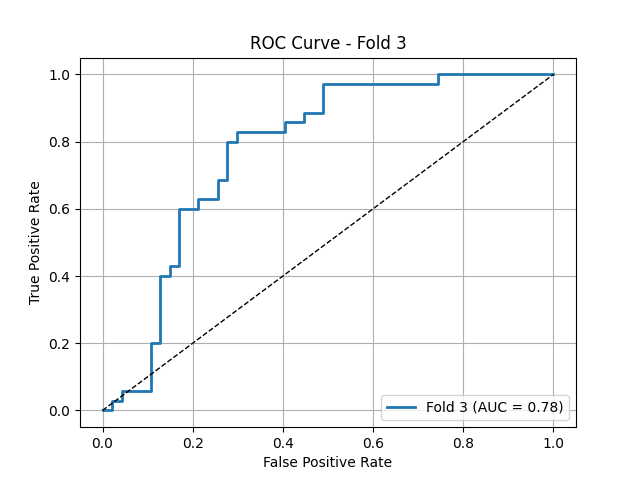 ROC Curve - Fold 3
True Positive Rate
1.0
0.8
0.6
0.4
0.2
0.0
Fold 3 (AUC = 0.78)
0.0 0.2 0.4 0.6 0.8 1.0
False Positive Rate